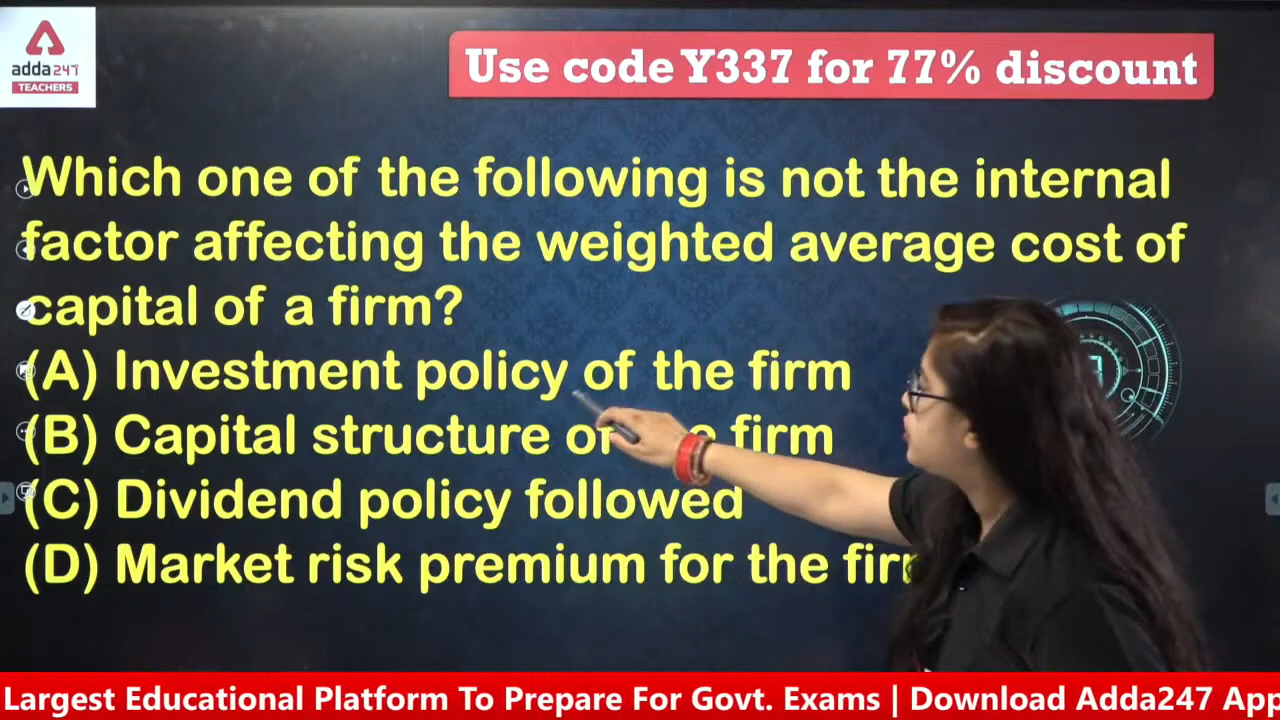 adda247
TEACHERS
Use code Y337 for 77% discount
Which one of the following is not the internal
factor affecting the weighted average cost of
capital of a firm?
(A) Investment policy of the firm
(B) Capital structure of firm
(C) Dividend policy followed
(D) Market risk premium for the
Largest Educational Platform To Prepare For Govt. Exams | Download Adda247 App